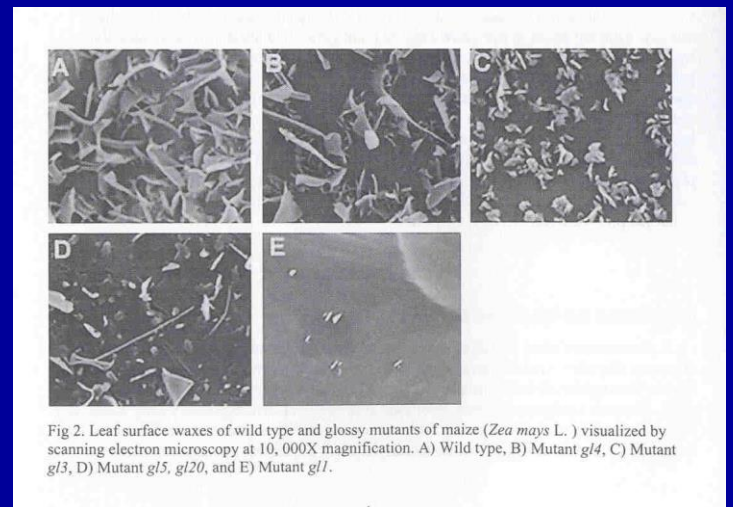 A
B
C
D
E
Fig 2. Leaf surface waxes of wild type and glossy mutants of maize (Zea mays L. ) visualized by
scanning electron microscopy at 10, 000X magnification. A) Wild type, B) Mutant gl4, C) Mutant
gl3, D) Mutant gl5, gl20, and E) Mutant gl1.